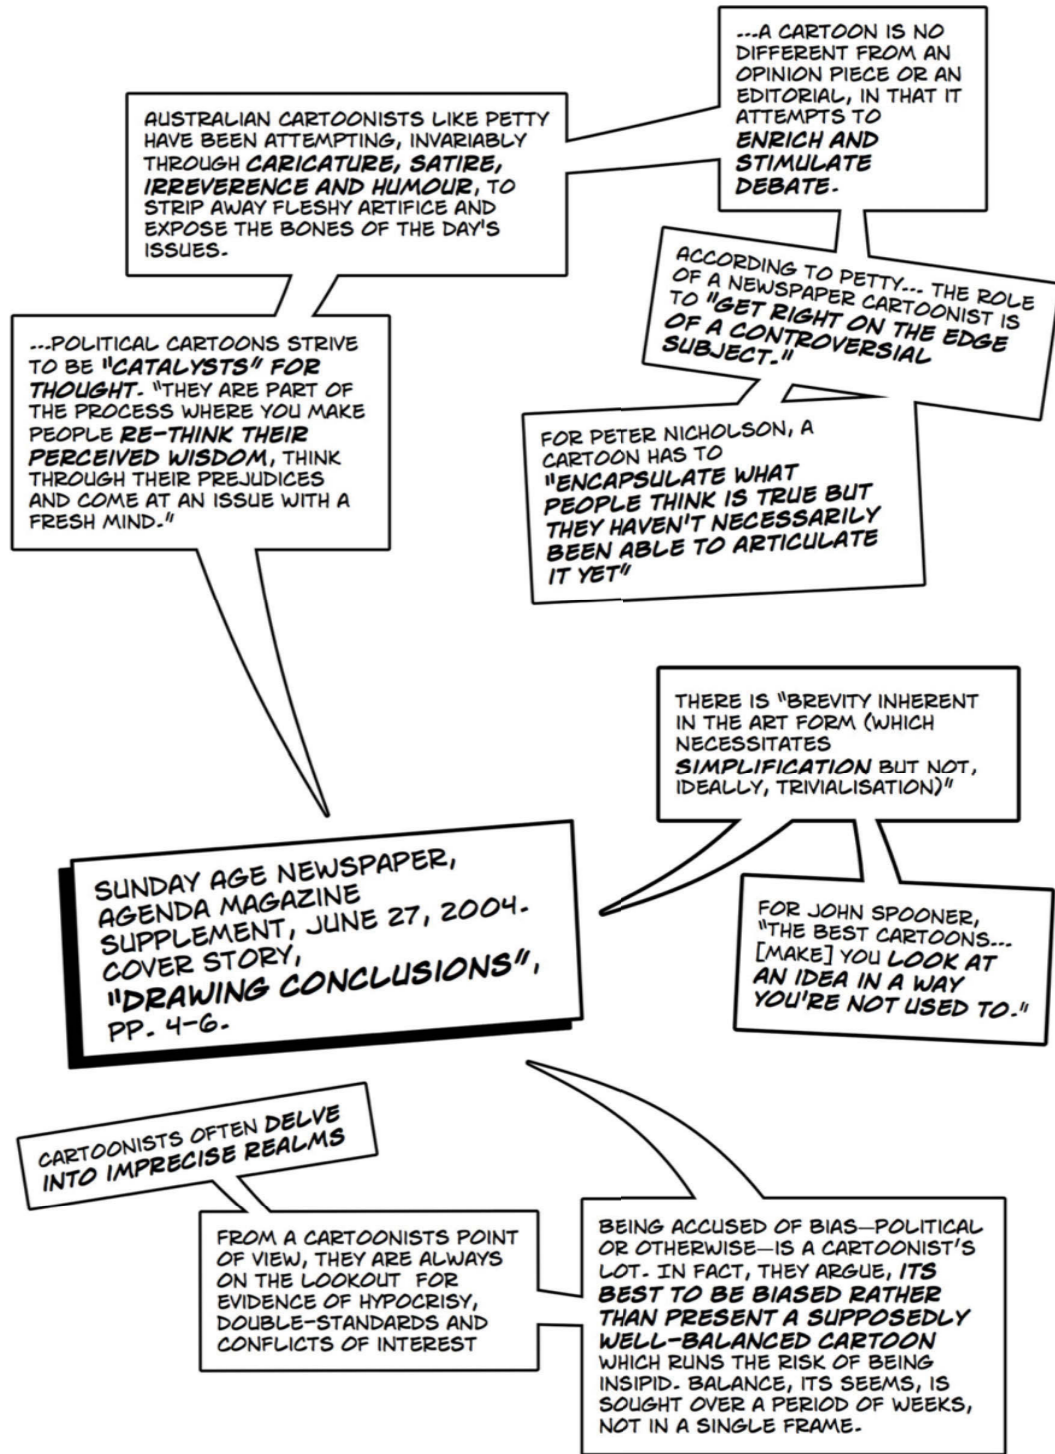 ...A CARTOON IS NO
DIFFERENT FROM AN
OPINION PIECE OR AN
EDITORIAL, IN THAT IT
ATTEMPTS TO
ENRICH AND
STIMULATE
DEBATE.
AUSTRALIAN CARTOONISTS LIKE PETTY
HAVE BEEN ATTEMPTING, INVARIABLY
THROUGH CARICATURE, SATIRE,
IRREVERENCE AND HUMOUR, TO
STRIP AWAY FLESHY ARTIFICE AND
EXPOSE THE BONES OF THE DAY'S
ISSUES.
ACCORDING TO PETTY... THE ROLE
OF A NEWSPAPER CARTOONIST IS
TO "GET RIGHT ON THE EDGE
OF A CONTROVERSIAL
SUBJECT."
...POLITICAL CARTOONS STRIVE
TO BE "CATALYSTS" FOR
THOUGHT. "THEY ARE PART OF
THE PROCESS WHERE YOU MAKE
PEOPLE RE-THINK THEIR
PERCEIVED WISDOM, THINK
THROUGH THEIR PREJUDICES
AND COME AT AN ISSUE WITH A
FRESH MIND."
FOR PETER NICHOLSON, A
CARTOON HAS TO
"ENCAPSULATE WHAT
PEOPLE THINK IS TRUE BUT
THEY HAVEN'T NECESSARILY
BEEN ABLE TO ARTICULATE
IT YET"
THERE IS "BREVITY INHERENT
IN THE ART FORM (WHICH
NECESSITATES
SIMPLIFICATION BUT NOT,
IDEALLY, TRIVIALISATION)"
SUNDAY AGE NEWSPAPER,
AGENDA MAGAZINE
SUPPLEMENT, JUNE 27, 2004.
COVER STORY,
"DRAWING CONCLUSIONS",
PP. 4-6.
FOR JOHN SPOONER,
"THE BEST CARTOONS...
[MAKE] YOU LOOK AT
AN IDEA IN A WAY
YOU'RE NOT USED TO."
CARTOONISTS OFTEN DELVE
INTO IMPRECISE REALMS
FROM A CARTOONISTS POINT
OF VIEW, THEY ARE ALWAYS
ON THE LOOKOUT FOR
EVIDENCE OF HYPOCRISY,
DOUBLE-STANDARDS AND
CONFLICTS OF INTEREST
BEING ACCUSED OF BIAS—POLITICAL
OR OTHERWISE—IS A CARTOONIST'S
LOT. IN FACT, THEY ARGUE, ITS
BEST TO BE BIASED RATHER
THAN PRESENT A SUPPOSEDLY
WELL-BALANCED CARTOON
WHICH RUNS THE RISK OF BEING
INSIPID. BALANCE, ITS SEEMS, IS
SOUGHT OVER A PERIOD OF WEEKS,
NOT IN A SINGLE FRAME.